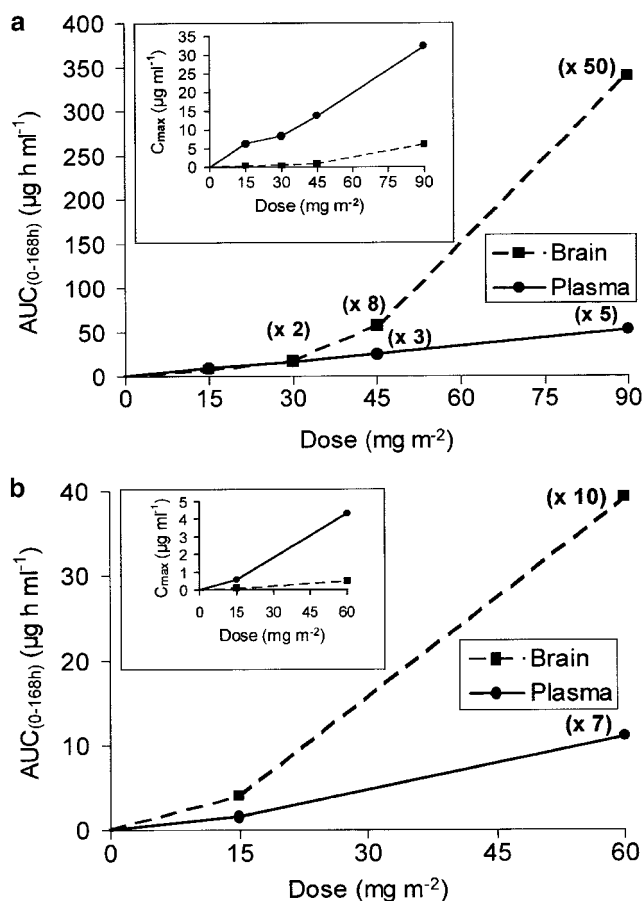 a
400
350
300
250
200
150
100
50
0
AUC(0-168h) (µg h ml⁻¹)
35
30
25
20
15
10
5
0
Cmax (µg ml⁻¹)
0 15 30 45 60 75 90
Dose (mg m⁻²)
(x 50)
(x 8)
(x 2)
(x 3)
(x 5)
Brain
Plasma
0 15 30 45 60 75 90
Dose (mg m⁻²)
b
40
30
20
10
0
AUC(0-168h) (µg h ml⁻¹)
5
4
3
2
1
0
Cmax (µg ml⁻¹)
0 15 30 45 60
Dose (mg m⁻²)
(x 10)
Brain
Plasma
(x 7)
0 15 30 45 60
Dose (mg m⁻²)